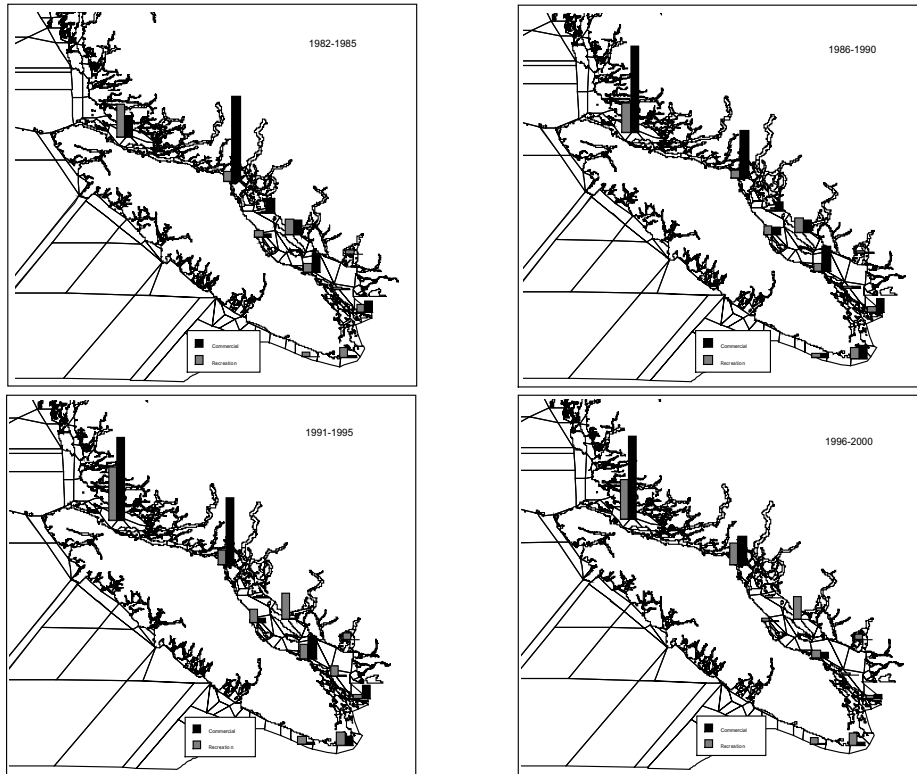 1982-1985
Commercial
Recreation
1986-1990
Commercial
Recreation
1991-1995
Commercial
Recreation
1996-2000
Commercial
Recreation